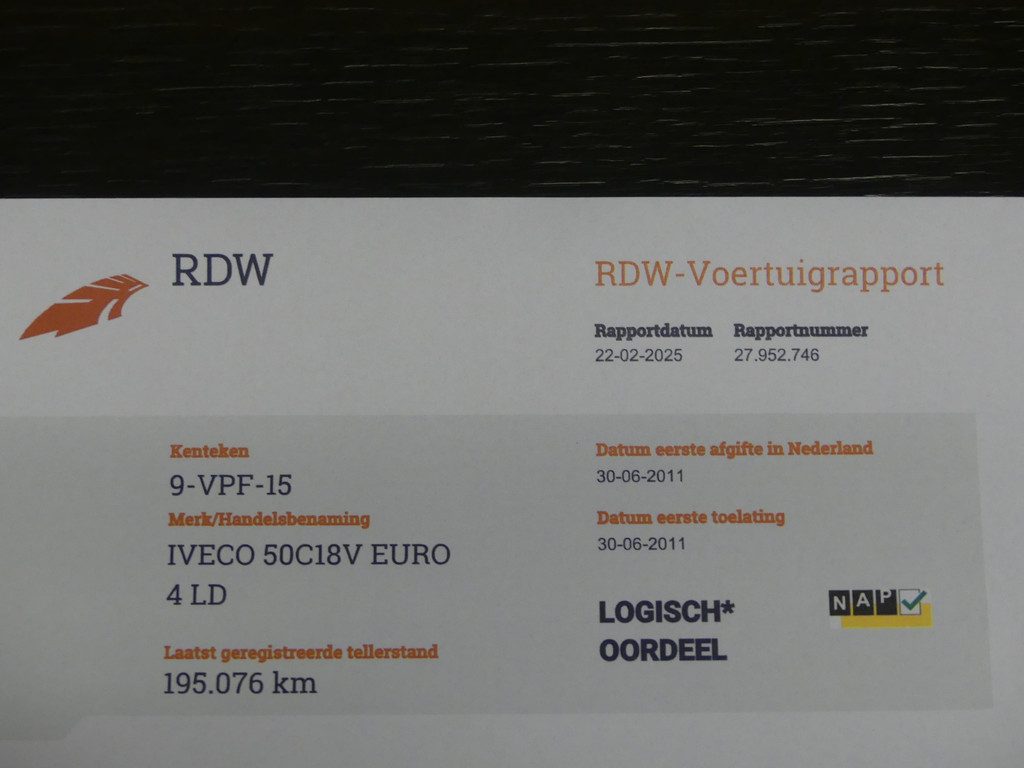 RDW
RDW-Voertuigrapport
Rapportdatum Rapportnummer
22-02-2025 27.952.746
Kenteken
9-VPF-15
Merk/Handelsbenaming
IVECO 50C18V EURO
4 LD
Laatst geregistreerde tellerstand
195.076 km
Datum eerste afgifte in Nederland
30-06-2011
Datum eerste toelating
30-06-2011
LOGISCH*
OORDEEL
NAP